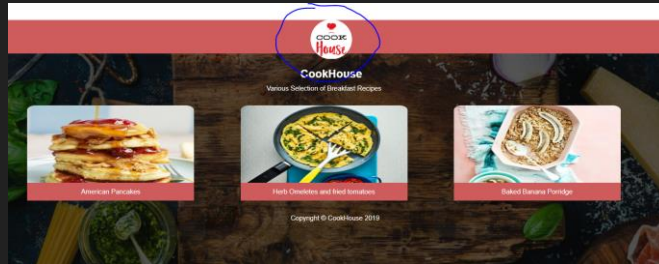 COOK
House
CookHouse
Various Selection of Breakfast Recipes
American Pancakes
Herb Omeletes and fried tomatoes
Baked Banana Porridge
Copyright © CookHouse 2019